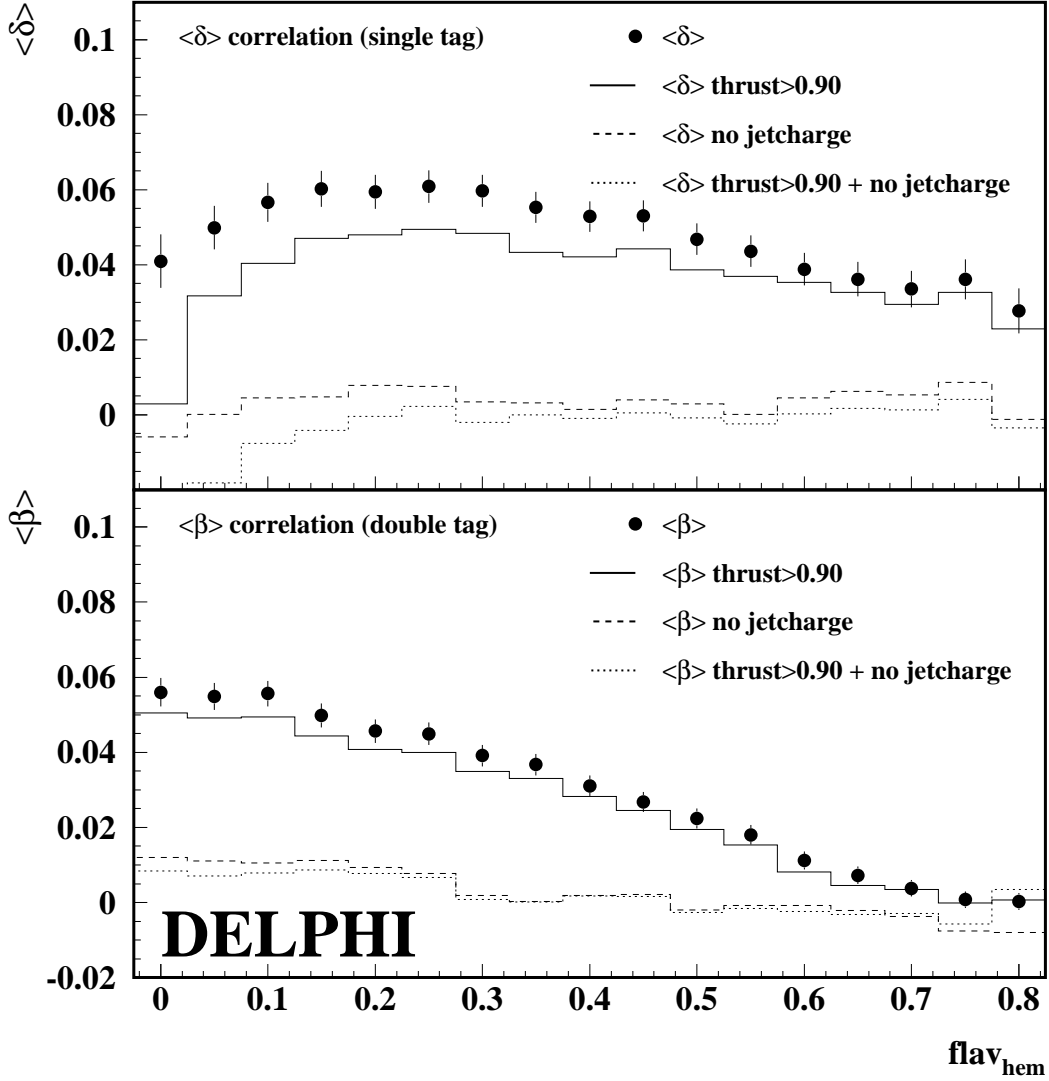 <δ>
0.1
0.08
0.06
0.04
0.02
0
<δ> correlation (single tag)
<δ>
<δ> thrust>0.90
<δ> no jetcharge
<δ> thrust>0.90 + no jetcharge
<β>
0.1
0.08
0.06
0.04
0.02
0
-0.02
<β> correlation (double tag)
<β>
<β> thrust>0.90
<β> no jetcharge
<β> thrust>0.90 + no jetcharge
DELPHI
0 0.1 0.2 0.3 0.4 0.5 0.6 0.7 0.8
flav_hem